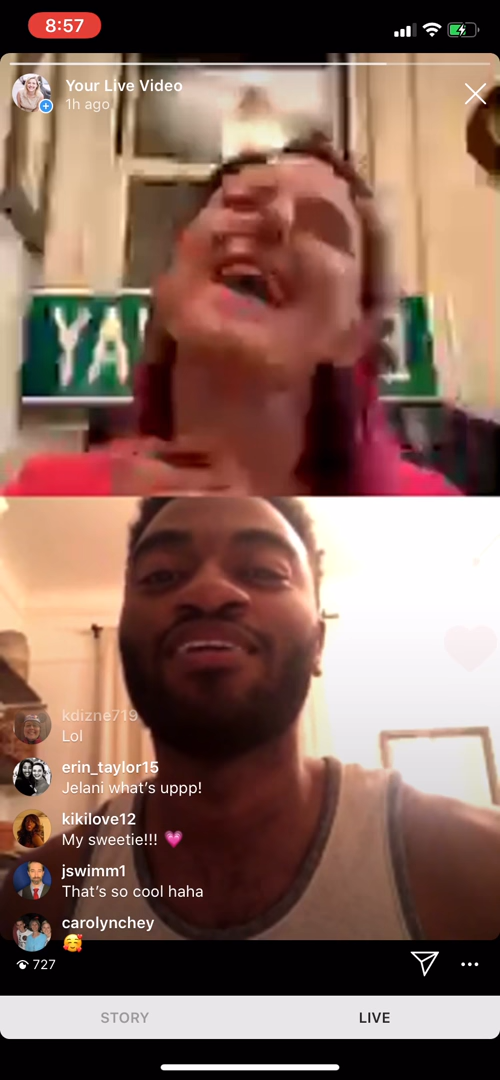 8:57
Your Live Video
1h ago
YA
kdizne719
Lol
erin_taylor15
Jelani what's uppp!
kikilove12
My sweetie!!! 💗
jswimm1
That's so cool haha
carolynchey
🥰
727
STORY
LIVE